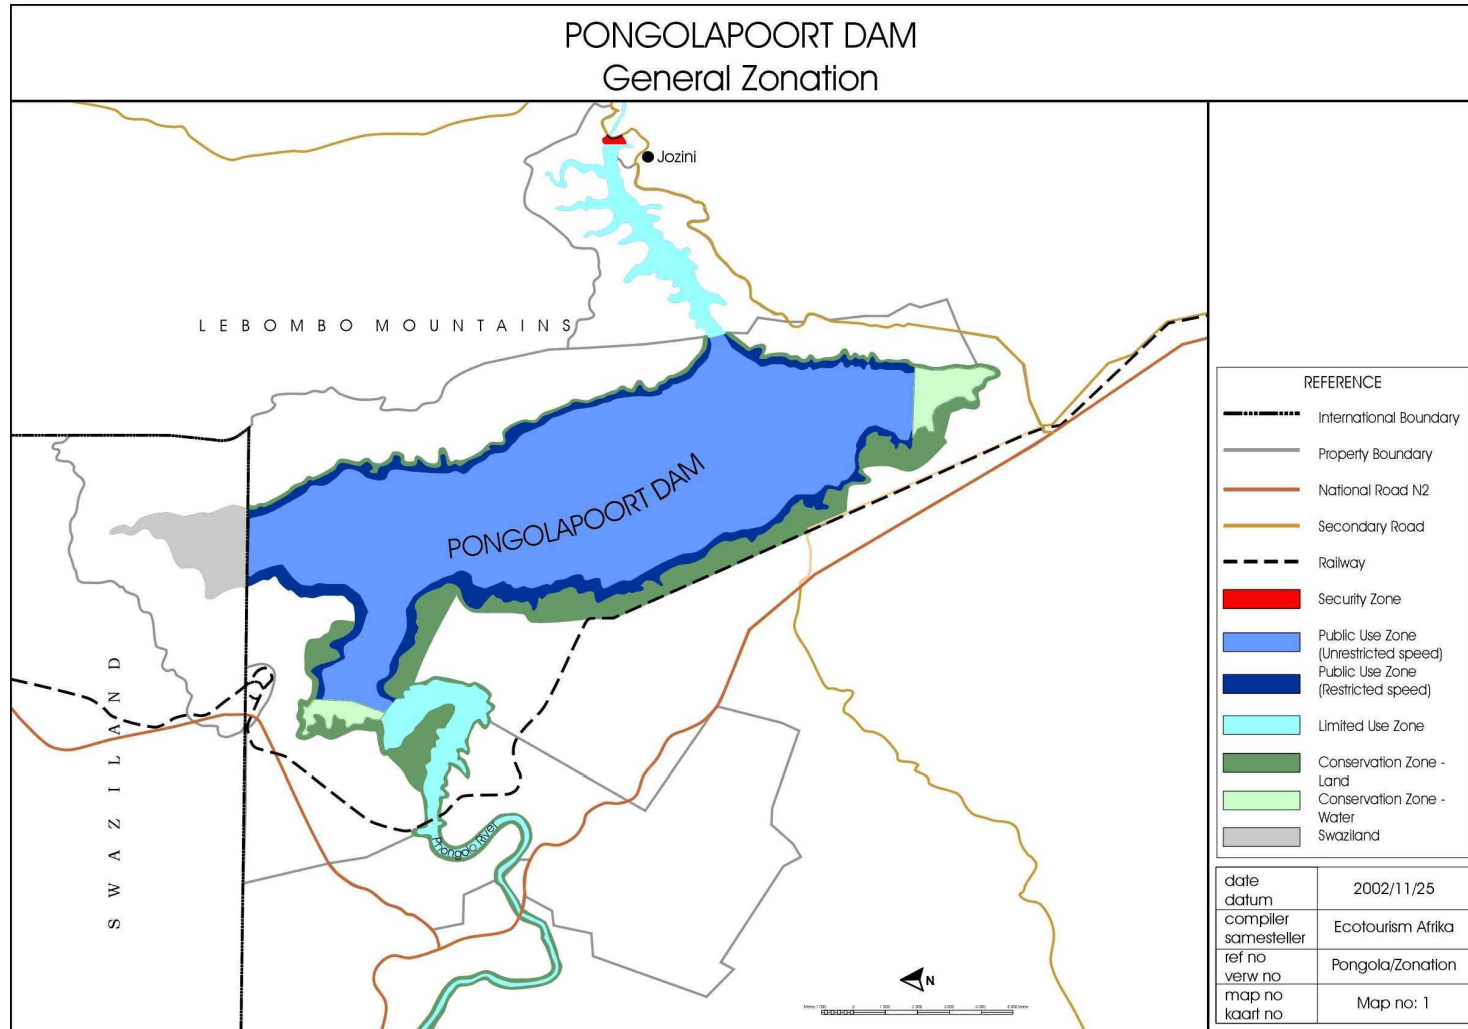 PONGOLAPOORT DAM
General Zonation
Jozini
LEBOMBO MOUNTAINS
PONGOLAPOORT DAM
SWAZILAND
Phongolo River
N
REFERENCE
International Boundary
Property Boundary
National Road N2
Secondary Road
Railway
Security Zone
Public Use Zone
(Unrestricted speed)
Public Use Zone
(Restricted speed)
Limited Use Zone
Conservation Zone -
Land
Conservation Zone -
Water
Swaziland
date
datum
2002/11/25
compiler
samesteller
Ecotourism Afrika
ref no
verw no
Pongola/Zonation
map no
kaart no
Map no: 1